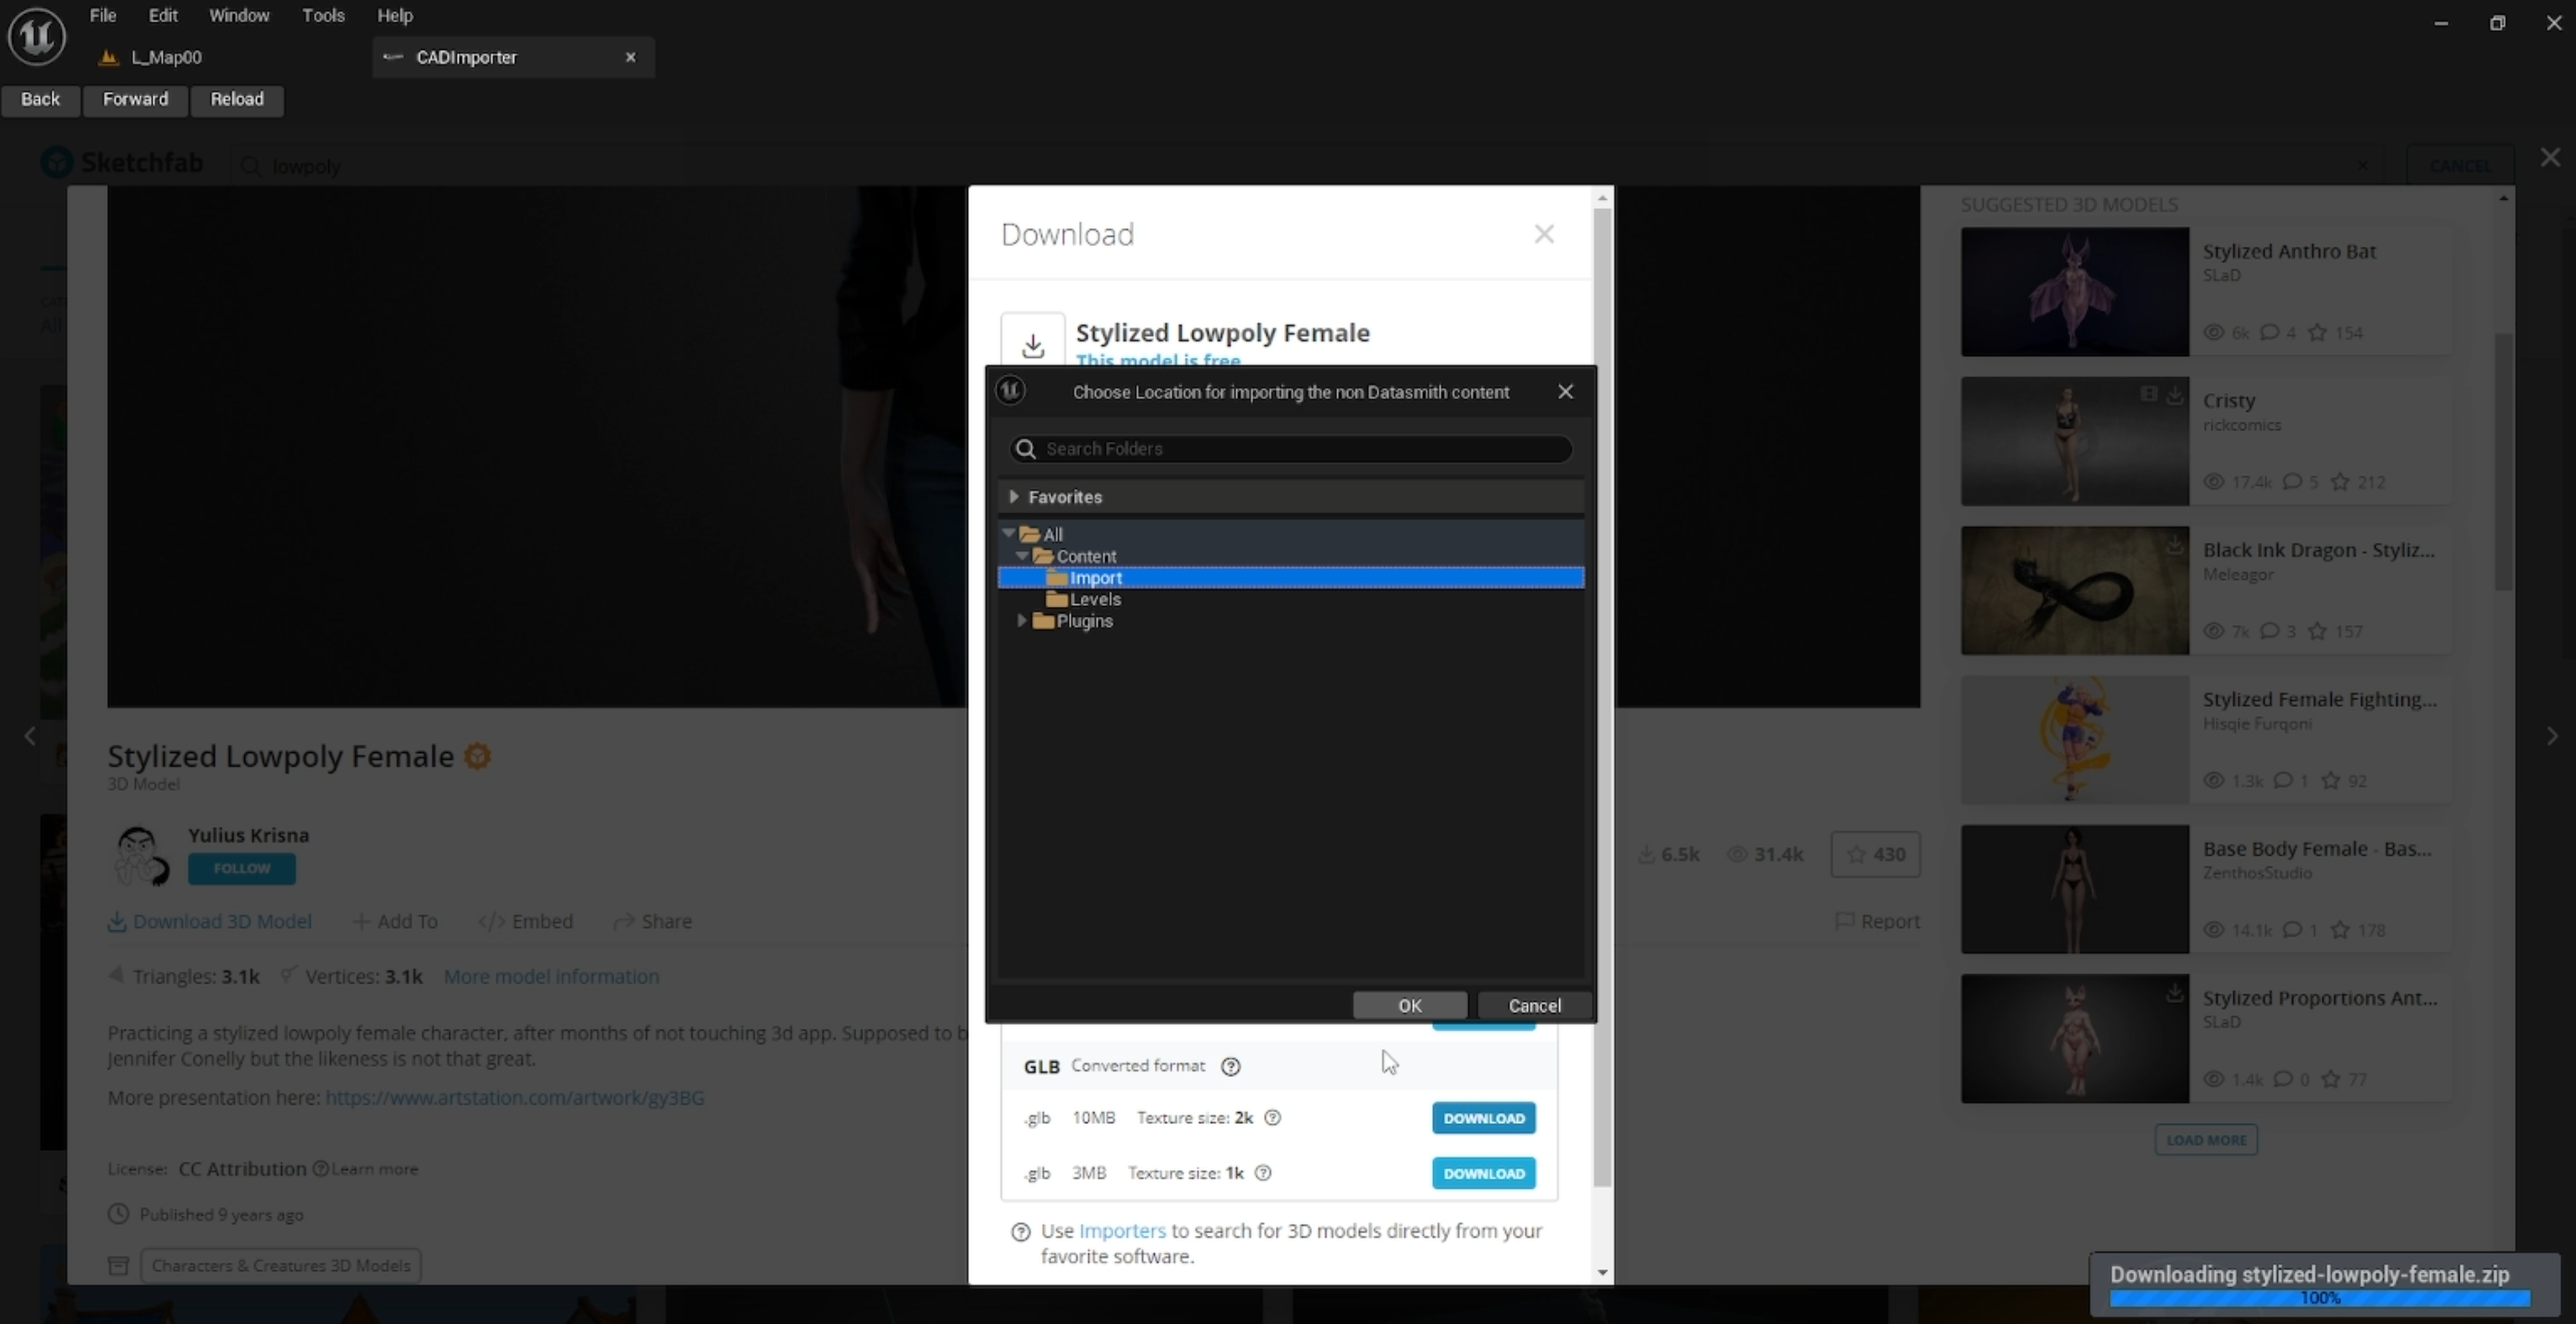 File Edit Window Tools Help
L_Map00
CADImporter
Back Forward Reload
Sketchfab
lowpoly
CANCEL
Download
Stylized Lowpoly Female
This model is free
Choose Location for importing the non Datasmith content
Search Folders
Favorites
All
Content
Import
Levels
Plugins
OK Cancel
GLB Converted format
.glb 10MB Texture size: 2k DOWNLOAD
.glb 3MB Texture size: 1k DOWNLOAD
Use Importers to search for 3D models directly from your
favorite software.
Stylized Lowpoly Female
3D Model
Yulius Krisna
FOLLOW
6.5k 31.4k 430
Download 3D Model Add To Embed Share Report
Triangles: 3.1k Vertices: 3.1k More model information
Practicing a stylized lowpoly female character, after months of not touching 3d app. Supposed to b
Jennifer Conelly but the likeness is not that great.
More presentation here: https://www.artstation.com/artwork/gy3BG
License: CC Attribution Learn more
Published 9 years ago
Characters & Creatures 3D Models
SUGGESTED 3D MODELS
Stylized Anthro Bat
SLaD
6k 4 154
Cristy
rickcomics
17.4k 5 212
Black Ink Dragon - Styliz...
Meleagor
7k 3 157
Stylized Female Fighting...
Hisqie Furqoni
1.3k 1 92
Base Body Female - Bas...
ZenthosStudio
14.1k 1 178
Stylized Proportions Ant...
SLaD
1.4k 0 77
LOAD MORE
Downloading stylized-lowpoly-female.zip
100%